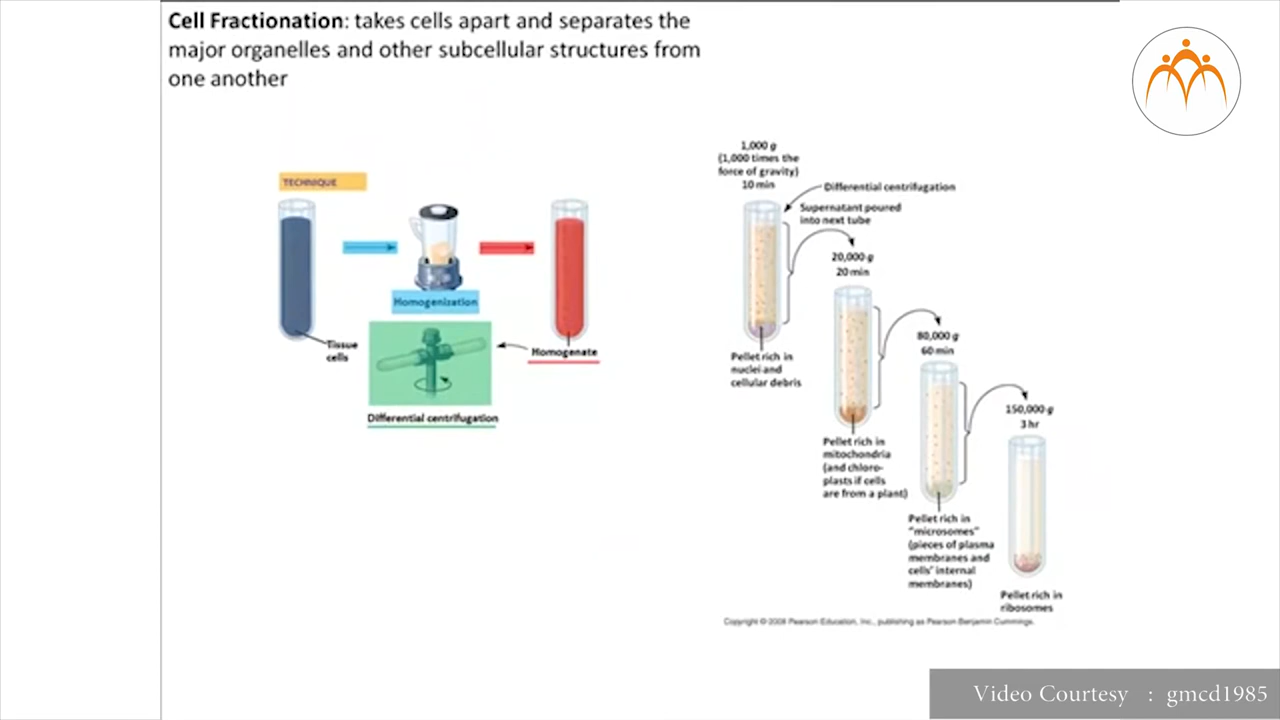 Cell Fractionation: takes cells apart and separates the
major organelles and other subcellular structures from
one another
TECHNIQUE
Tissue
cells
Homogenization
Homogenate
Differential centrifugation
1,000 g
(1,000 times the
force of gravity)
10 min
Differential centrifugation
Supernatant poured
into next tube
Pellet rich in
nuclei and
cellular debris
20,000 g
20 min
Pellet rich in
mitochondria
(and chloro-
plasts if cells
are from a plant)
80,000 g
60 min
Pellet rich in
"microsomes"
(pieces of plasma
membranes and
cells' internal
membranes)
150,000 g
3 hr
Pellet rich in
ribosomes
Copyright © 2008 Pearson Education, Inc., publishing as Pearson Benjamin Cummings.
Video Courtesy : gmcd1985